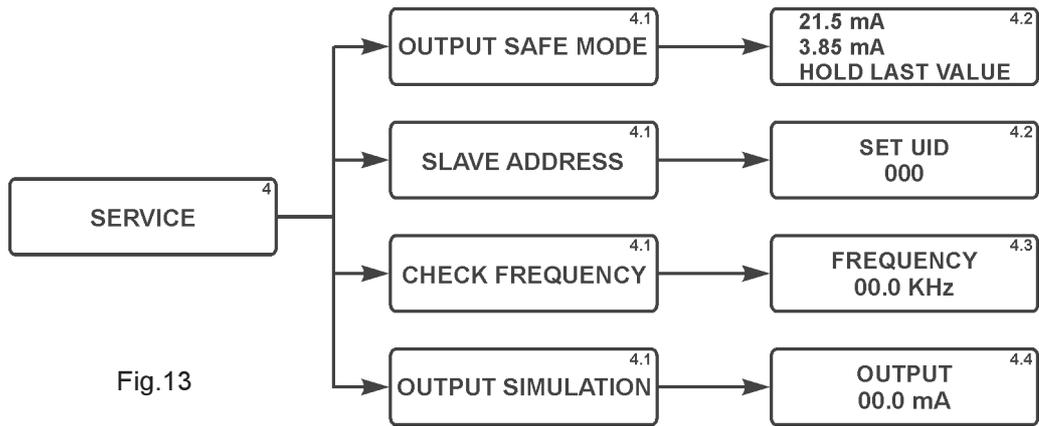 4.1
OUTPUT SAFE MODE
4.2
21.5 mA
3.85 mA
HOLD LAST VALUE
4.1
SLAVE ADDRESS
4.2
SET UID
000
4
SERVICE
4.1
CHECK FREQUENCY
4.3
FREQUENCY
00.0 KHz
4.1
OUTPUT SIMULATION
4.4
OUTPUT
00.0 mA
Fig.13